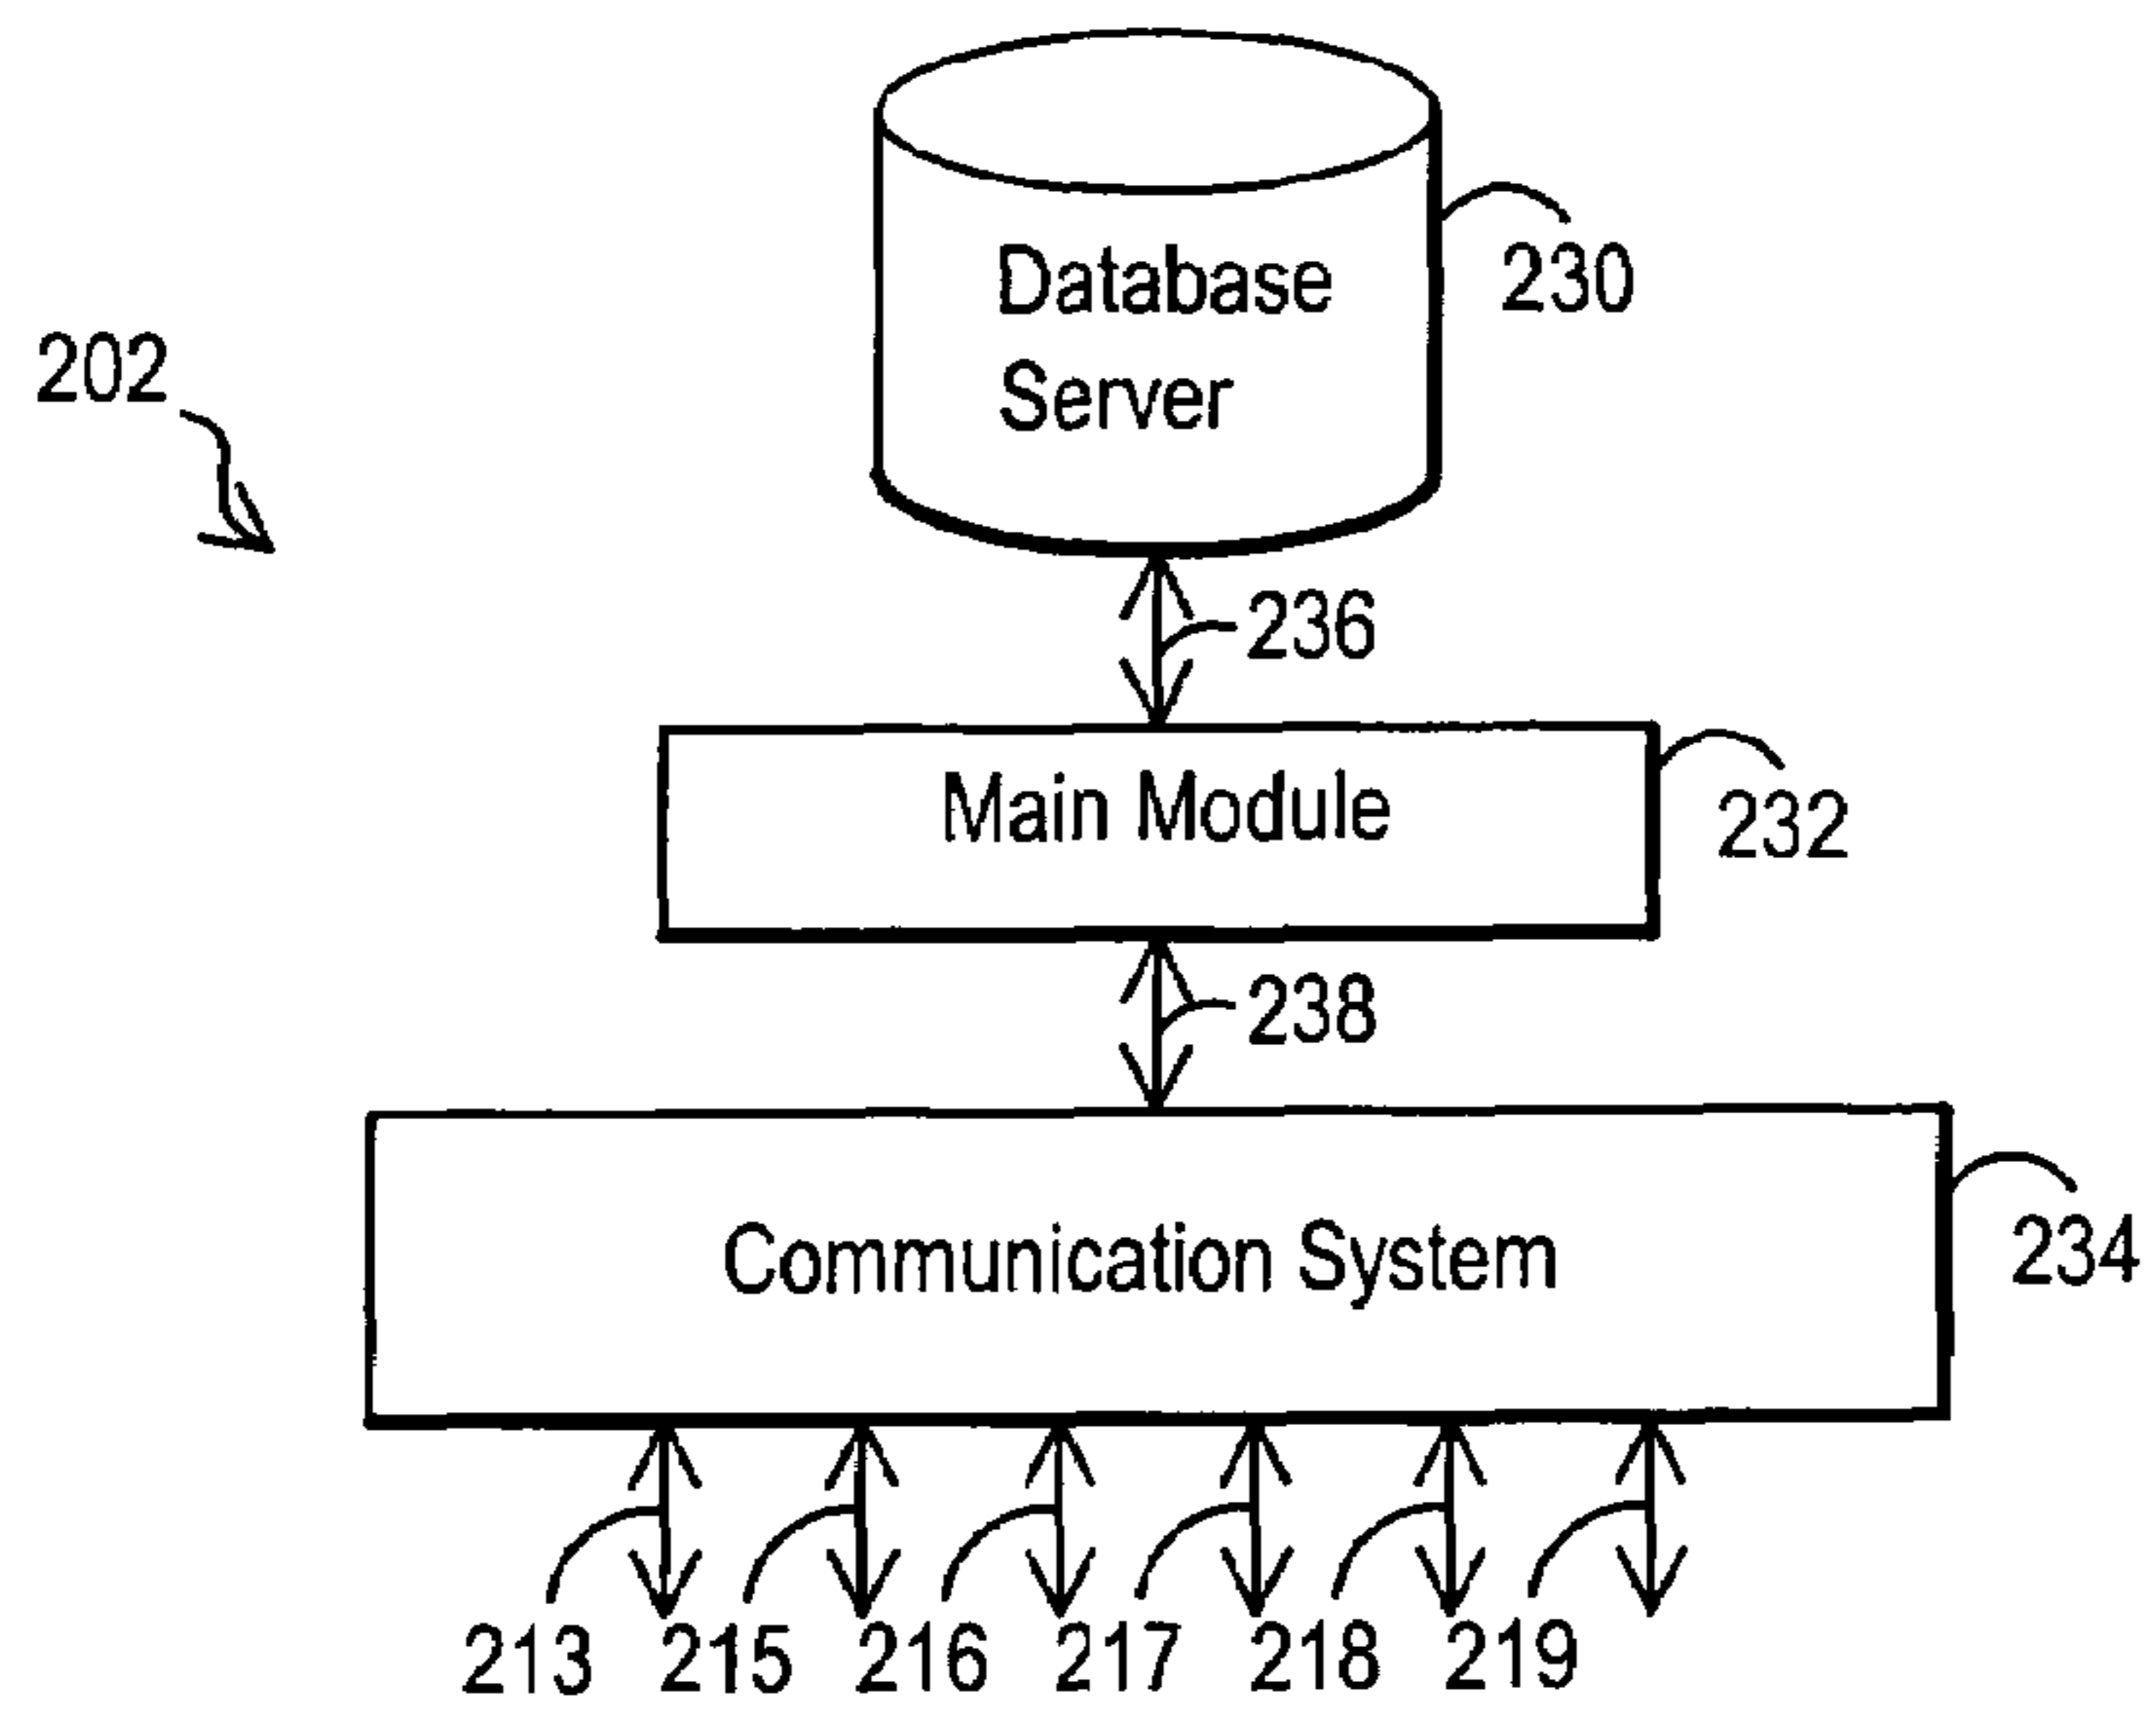 Database
Server
230
202
236
Main Module
232
238
Communication System
234
213 215 216 217 218 219